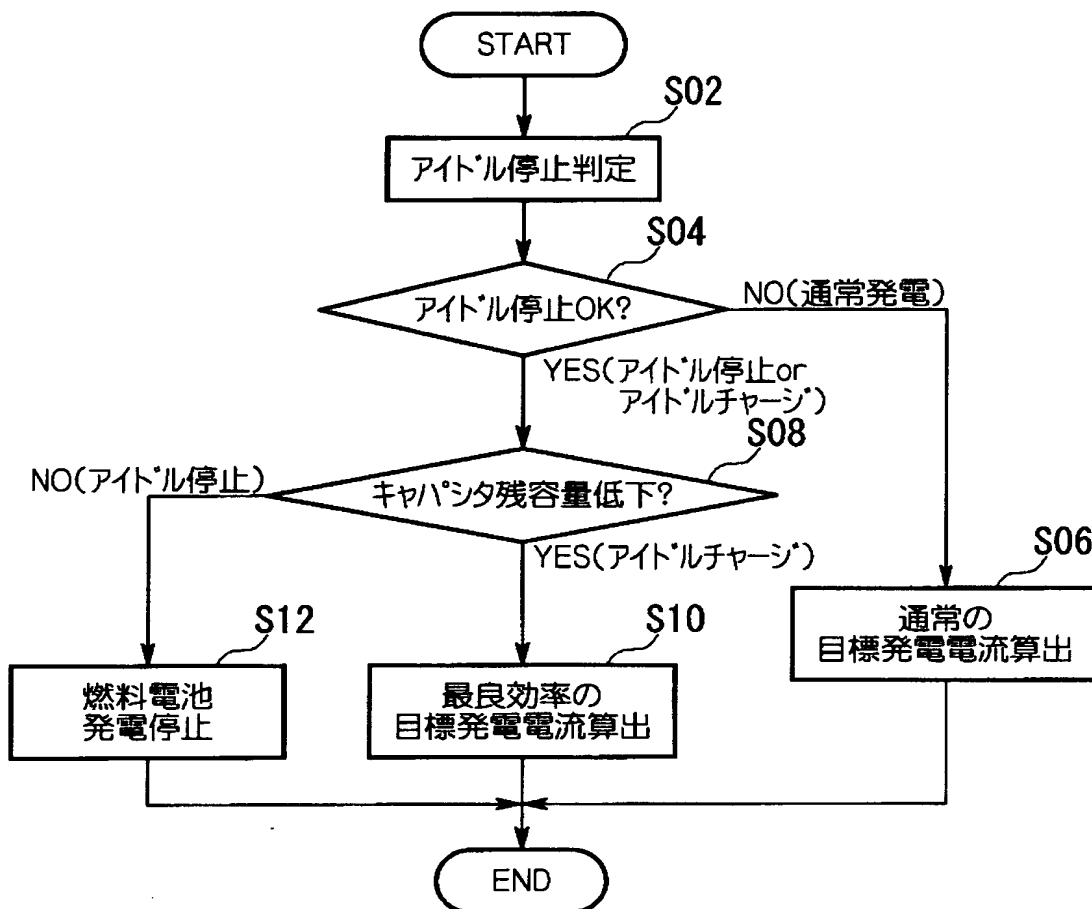 START
S02
アイドル停止判定
S04
アイドル停止OK?
NO(通常発電)
YES(アイドル停止or
アイドルチャージ)
S08
NO(アイドル停止)
キャパシタ残容量低下?
YES(アイドルチャージ)
S06
通常の
目標発電電流算出
S12
S10
燃料電池
発電停止
最良効率の
目標発電電流算出
END